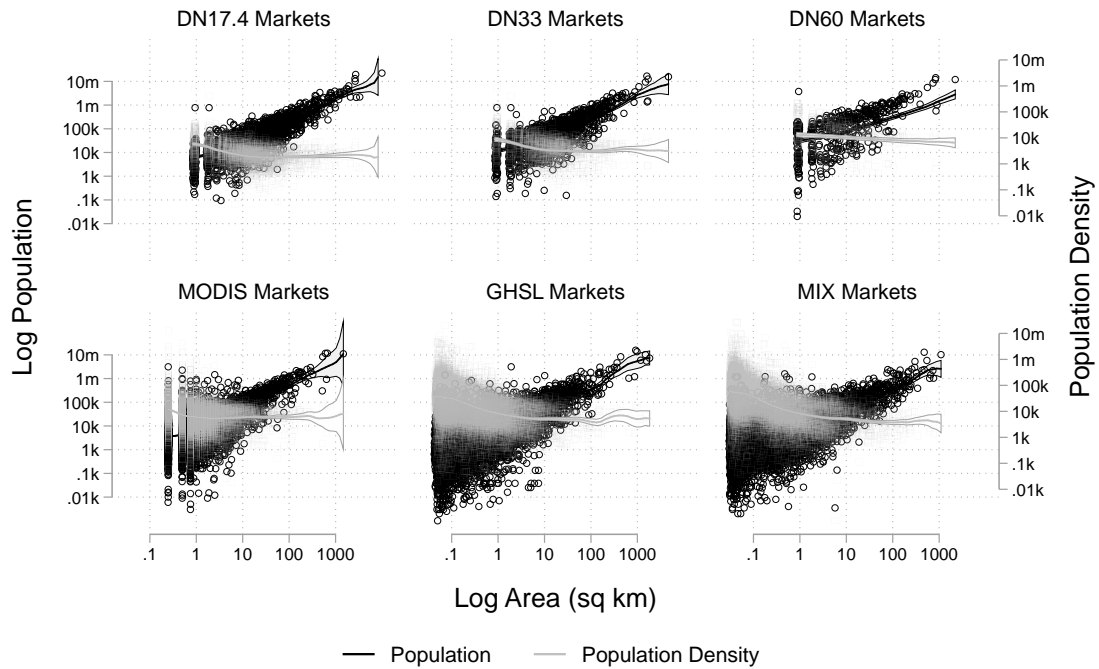 DN17.4 Markets DN33 Markets DN60 Markets
10m
1m
100k
10k
1k
.1k
.01k
10m
1m
100k
10k
1k
.1k
.01k
MODIS Markets GHSL Markets MIX Markets
10m
1m
100k
10k
1k
.1k
.01k
10m
1m
100k
10k
1k
.1k
.01k
Log Population
Population Density
.1 1 10 100 1000 .1 1 10 100 1000 .1 1 10 100 1000
Log Area (sq km)
Population Population Density